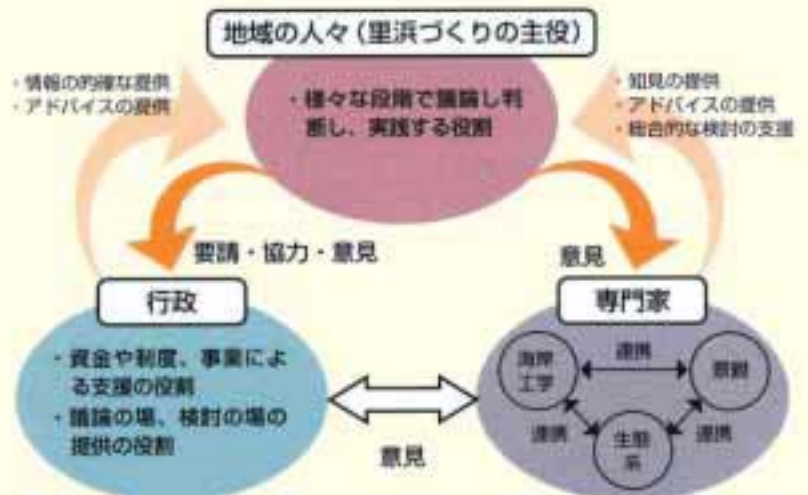 地域の人々（里浜づくりの主役）
・情報の的確な提供
・アドバイスの提供
・様々な段階で議論し判
断し、実践する役割
・知見の提供
・アドバイスの提供
・総合的な検討の支援
要請・協力・意見
意見
行政
・資金や制度、事業によ
る支援の役割
・議論の場、検討の場の
提供の役割
意見
専門家
海岸
工学
連携
景観
連携
生態
系
連携